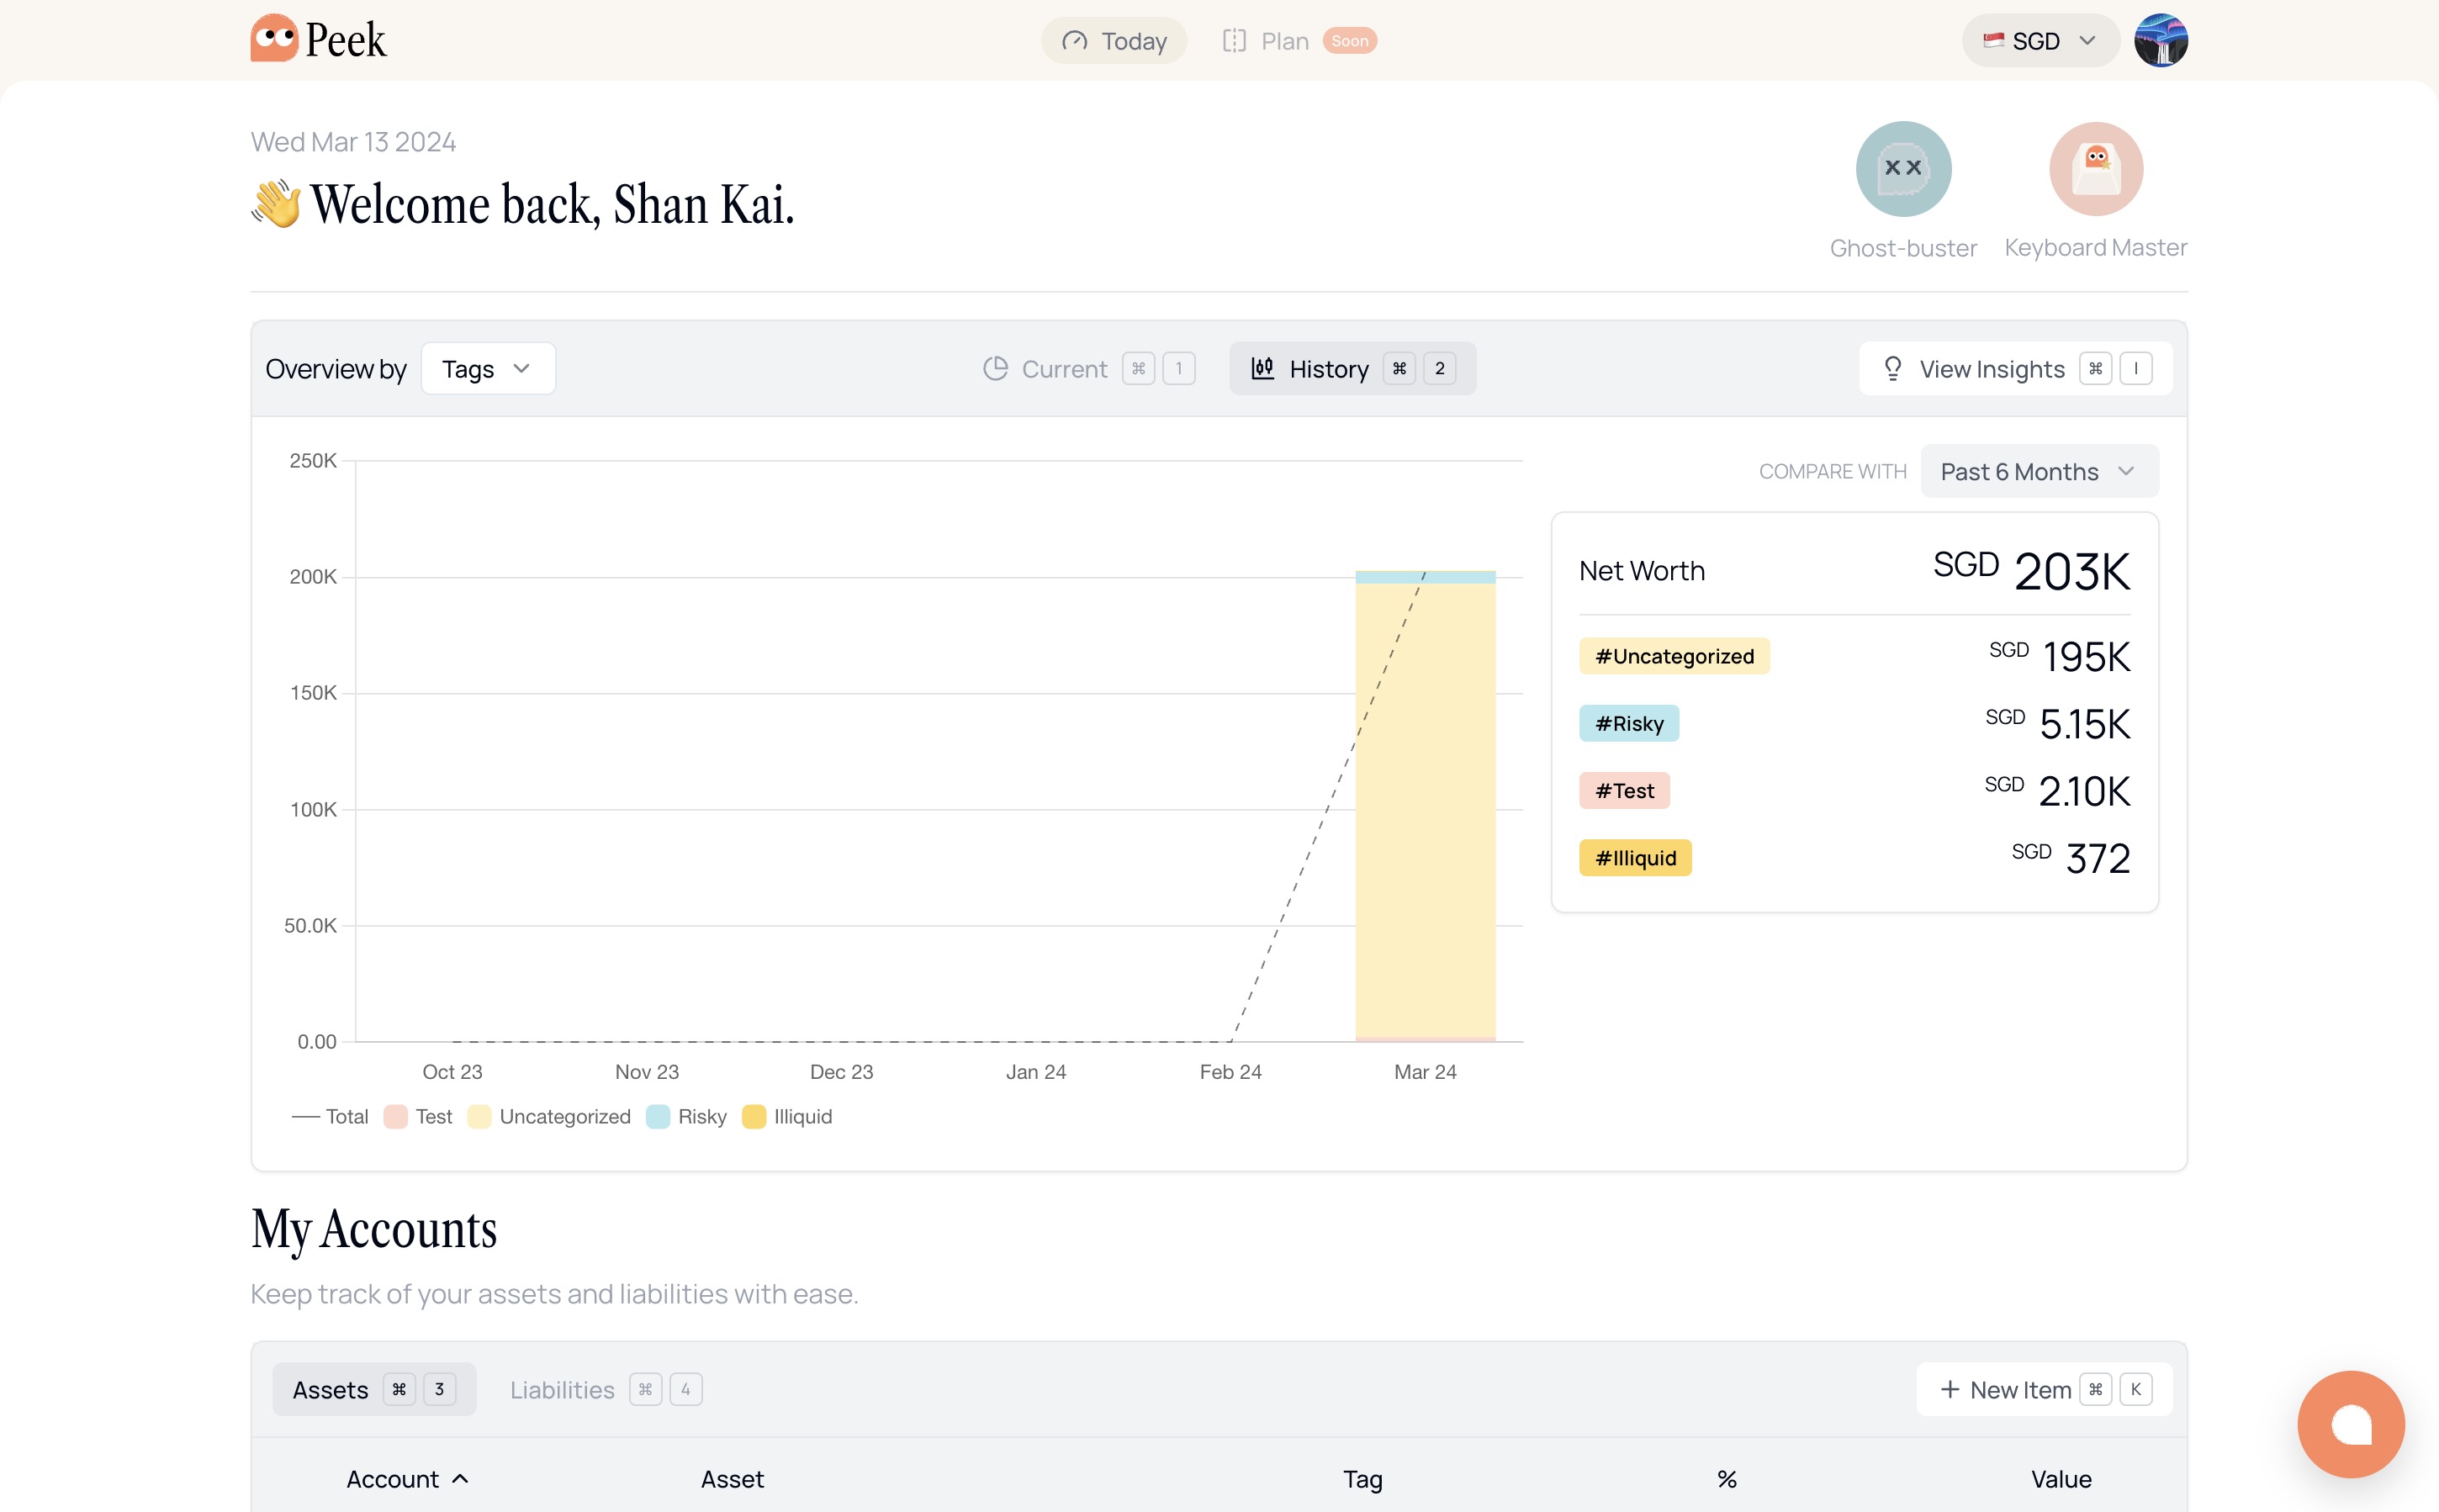 Peek
Today
Plan Soon
SGD
Wed Mar 13 2024
👋 Welcome back, Shan Kai.
Ghost-buster
Keyboard Master
Overview by Tags
Current ⌘ 1
History ⌘ 2
View Insights ⌘ I
250K
200K
150K
100K
50.0K
0.00
Oct 23 Nov 23 Dec 23 Jan 24 Feb 24 Mar 24
Total Test Uncategorized Risky Illiquid
COMPARE WITH Past 6 Months
Net Worth SGD 203K
#Uncategorized SGD 195K
#Risky SGD 5.15K
#Test SGD 2.10K
#Illiquid SGD 372
My Accounts
Keep track of your assets and liabilities with ease.
Assets ⌘ 3 Liabilities ⌘ 4 + New Item ⌘ K
Account Asset Tag % Value